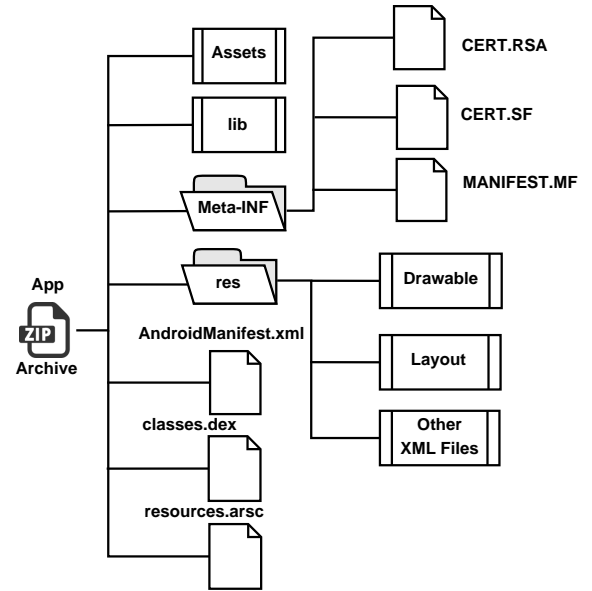 Assets
CERT.RSA
lib
CERT.SF
Meta-INF
MANIFEST.MF
res
Drawable
App
ZIP
Archive
AndroidManifest.xml
Layout
classes.dex
Other
XML Files
resources.arsc